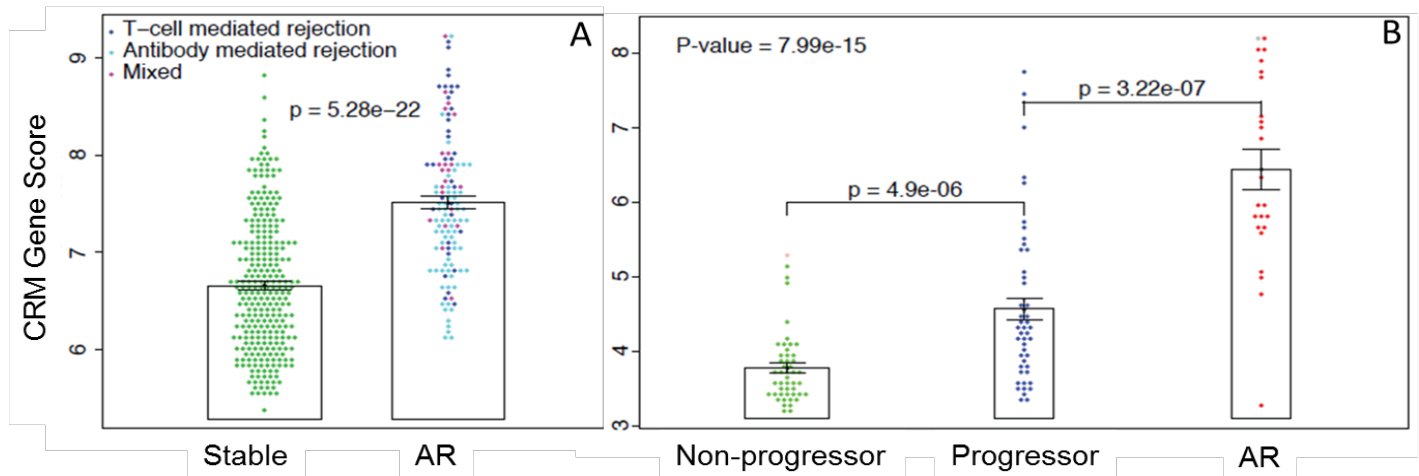 T-cell mediated rejection
Antibody mediated rejection
Mixed
A
p = 5.28e-22
CRM Gene Score
9
8
7
6
Stable
AR
B
P-value = 7.99e-15
p = 3.22e-07
p = 4.9e-06
8
7
6
5
4
3
Non-progressor
Progressor
AR